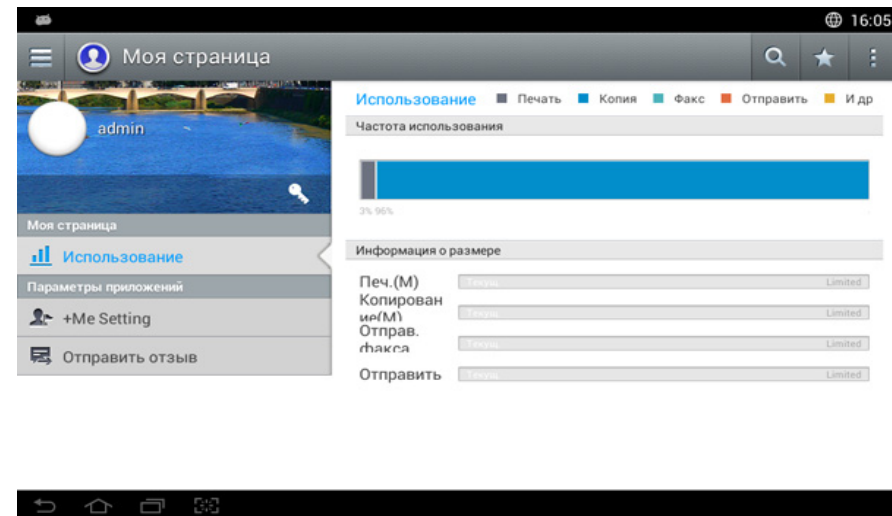 16:05
Моя страница
admin
Моя страница
Использование
Параметры приложений
+Me Setting
Отправить отзыв
Использование Печать Копия Факс Отправить И др
Частота использования
3% 96%
Информация о размере
Печ.(M) Текущ. Limited
Копирован
ие(M) Текущ. Limited
Отправ.
факса Текущ. Limited
Отправить Текущ. Limited